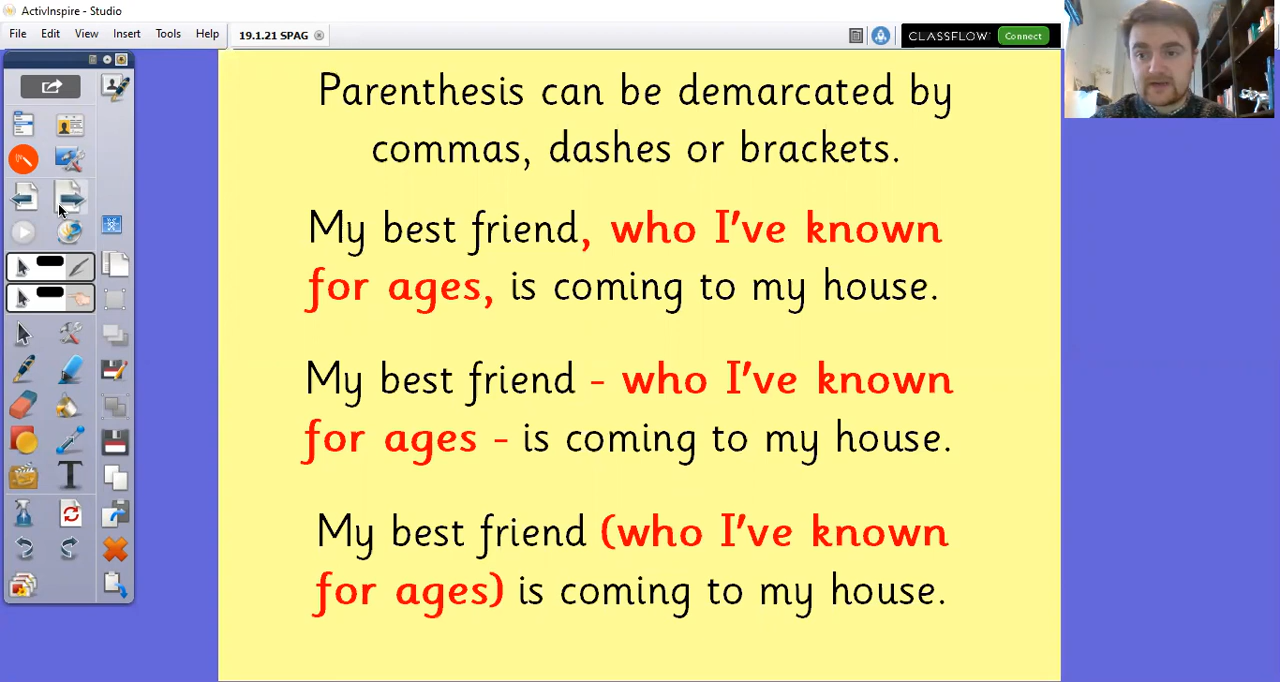 ActivInspire - Studio
File Edit View Insert Tools Help
19.1.21 SPAG
CLASSFLOW Connect
Parenthesis can be demarcated by
commas, dashes or brackets.
My best friend, who I've known
for ages, is coming to my house.
My best friend - who I've known
for ages - is coming to my house.
My best friend (who I've known
for ages) is coming to my house.
T